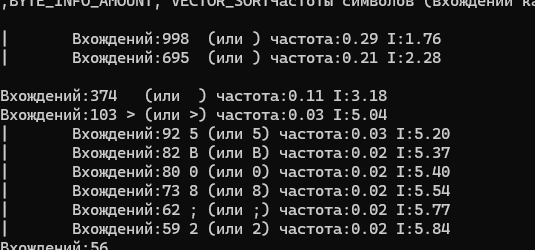 ,BYTE_INFO_AMOUNT, VECTOR_SORTЧастоты символов (вхождений ка
|       Вхождений:998  (или ) частота:0.29 I:1.76
|       Вхождений:695  (или ) частота:0.21 I:2.28
Вхождений:374   (или  ) частота:0.11 I:3.18
Вхождений:103 > (или >) частота:0.03 I:5.04
|       Вхождений:92 5 (или 5) частота:0.03 I:5.20
|       Вхождений:82 B (или B) частота:0.02 I:5.37
|       Вхождений:80 0 (или 0) частота:0.02 I:5.40
|       Вхождений:73 8 (или 8) частота:0.02 I:5.54
|       Вхождений:62 ; (или ;) частота:0.02 I:5.77
|       Вхождений:59 2 (или 2) частота:0.02 I:5.84
Вхождений:56